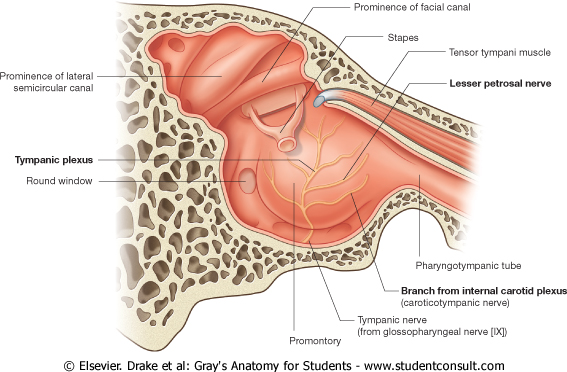 Prominence of facial canal
Stapes
Tensor tympani muscle
Lesser petrosal nerve
Prominence of lateral
semicircular canal
Tympanic plexus
Round window
Pharyngotympanic tube
Branch from internal carotid plexus
(caroticotympanic nerve)
Tympanic nerve
(from glossopharyngeal nerve [IX])
Promontory
© Elsevier. Drake et al: Gray's Anatomy for Students - www.studentconsult.com